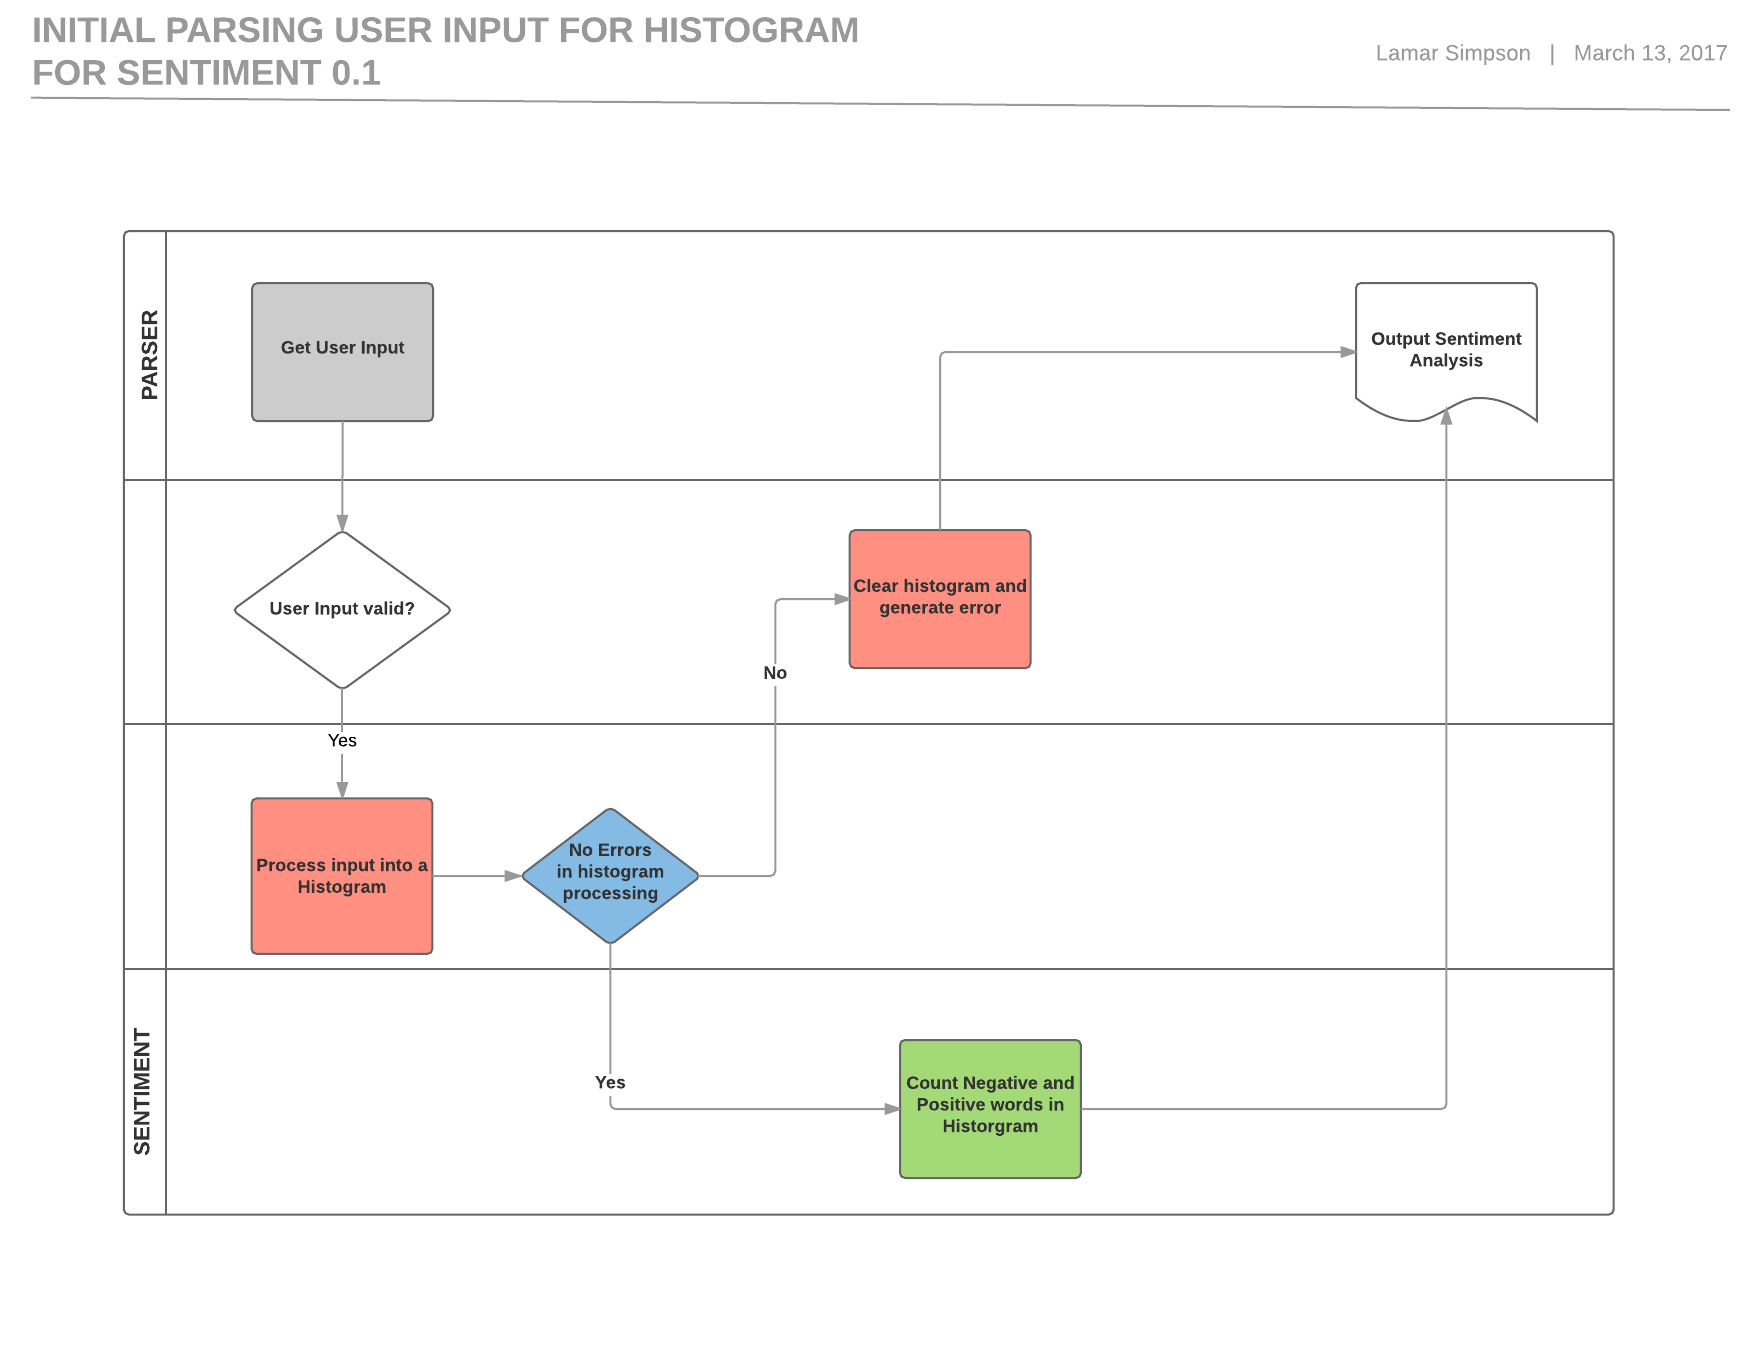 INITIAL PARSING USER INPUT FOR HISTOGRAM
FOR SENTIMENT 0.1
Lamar Simpson | March 13, 2017
PARSER
Get User Input
Output Sentiment
Analysis
User Input valid?
Clear histogram and
generate error
No
Yes
Process input into a
Histogram
No Errors
in histogram
processing
SENTIMENT
Yes
Count Negative and
Positive words in
Historgram